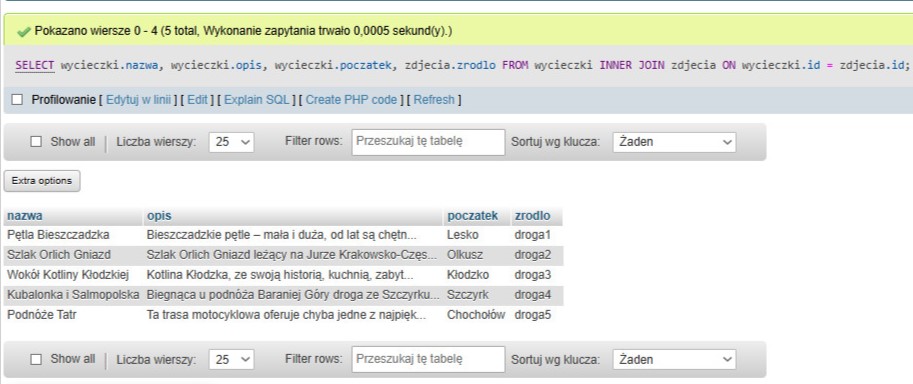 Pokazano wiersze 0 - 4 (5 total, Wykonanie zapytania trwało 0,0005 sekund(y).)
SELECT wycieczki.nazwa, wycieczki.opis, wycieczki.poczatek, zdjecia.zrodlo FROM wycieczki INNER JOIN zdjecia ON wycieczki.id = zdjecia.id;
Profilowanie [ Edytuj w linii ] [ Edit ] [ Explain SQL ] [ Create PHP code ] [ Refresh ]
Show all | Liczba wierszy: 25 Filter rows: Przeszukaj tę tabelę Sortuj wg klucza: Żaden
Extra options
nazwa opis poczatek zrodlo
Pętla Bieszczadzka Bieszczadzkie pętle – mała i duża, od lat są chętn... Lesko droga1
Szlak Orlich Gniazd Szlak Orlich Gniazd leżący na Jurze Krakowsko-Częs... Olkusz droga2
Wokół Kotliny Kłodzkiej Kotlina Kłodzka, ze swoją historią, kuchnią, zabyt... Kłodzko droga3
Kubalonka i Salmopolska Biegnąca u podnóża Baraniej Góry droga ze Szczyrku... Szczyrk droga4
Podnóże Tatr Ta trasa motocyklowa oferuje chyba jedne z najpięk... Chochołów droga5
Show all | Liczba wierszy: 25 Filter rows: Przeszukaj tę tabelę Sortuj wg klucza: Żaden